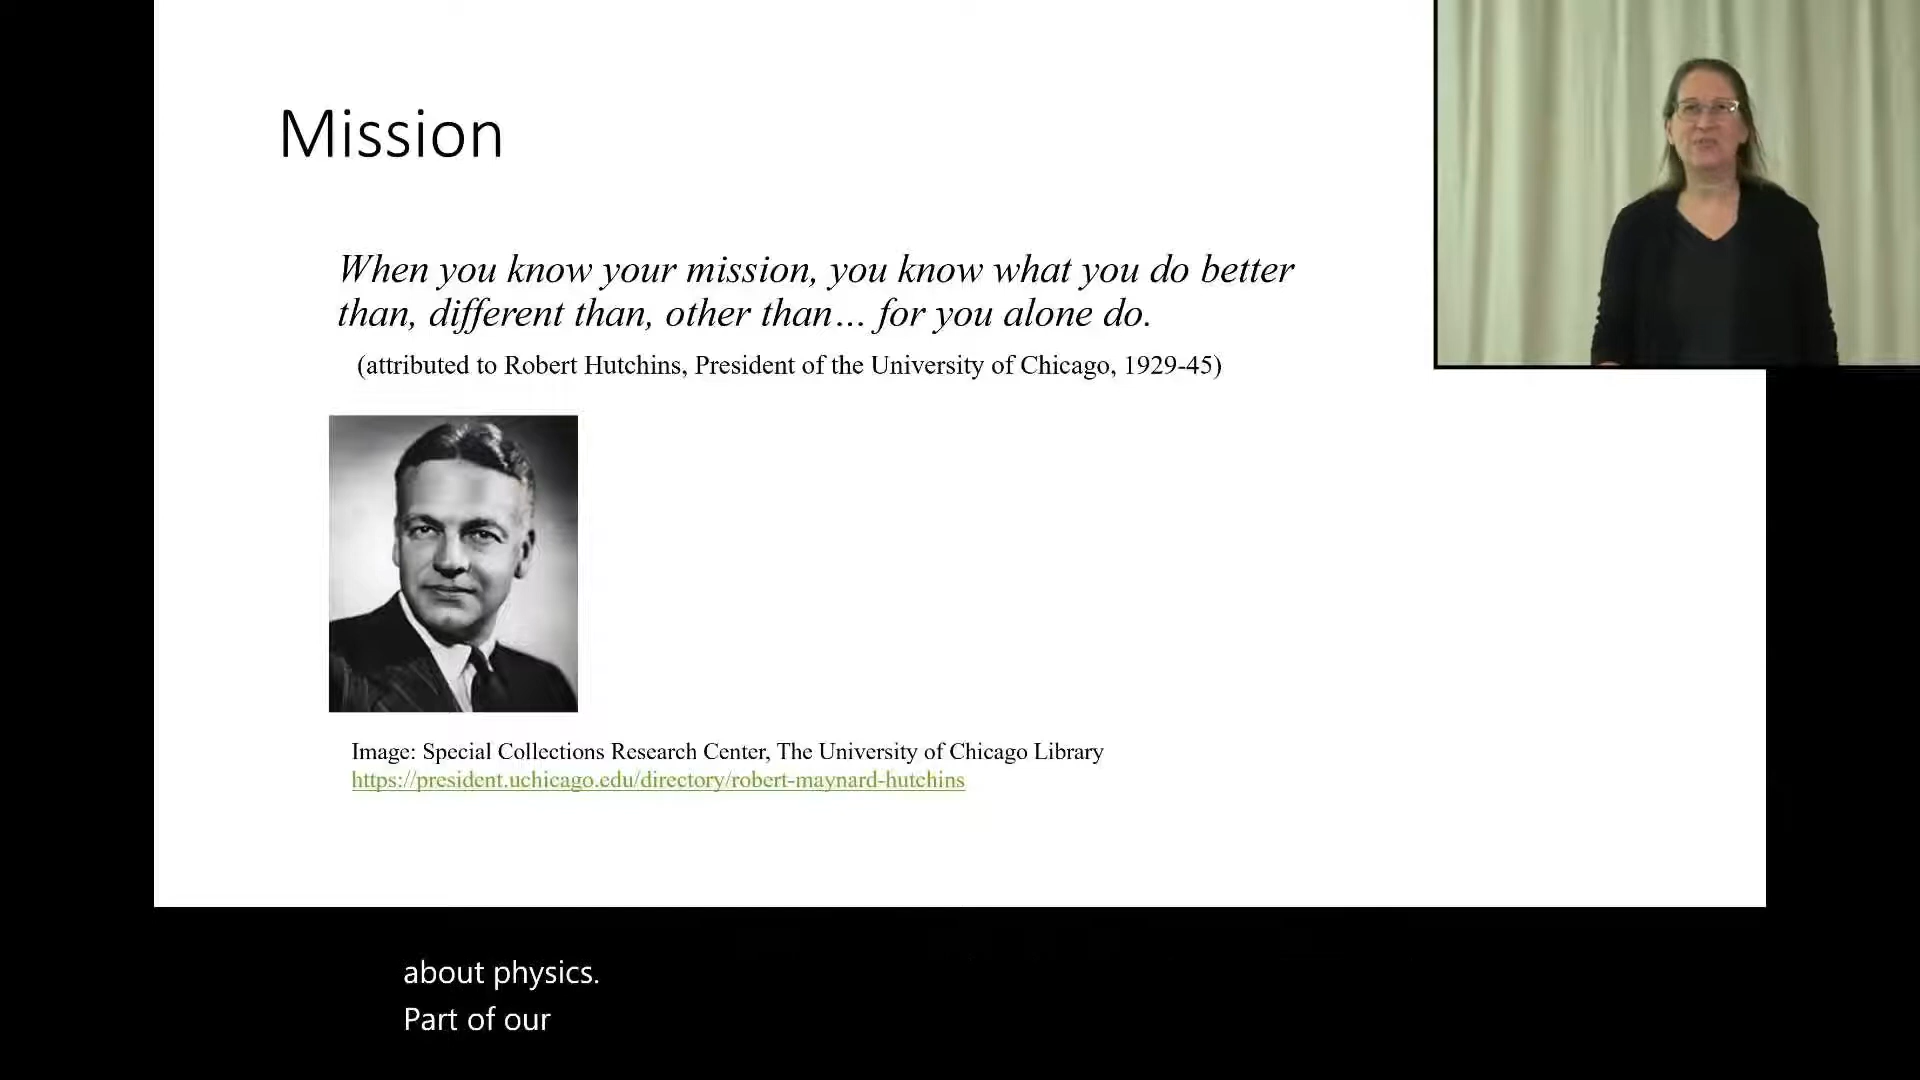 Mission
When you know your mission, you know what you do better
than, different than, other than… for you alone do.
(attributed to Robert Hutchins, President of the University of Chicago, 1929-45)
Image: Special Collections Research Center, The University of Chicago Library
https://president.uchicago.edu/directory/robert-maynard-hutchins
about physics.
Part of our